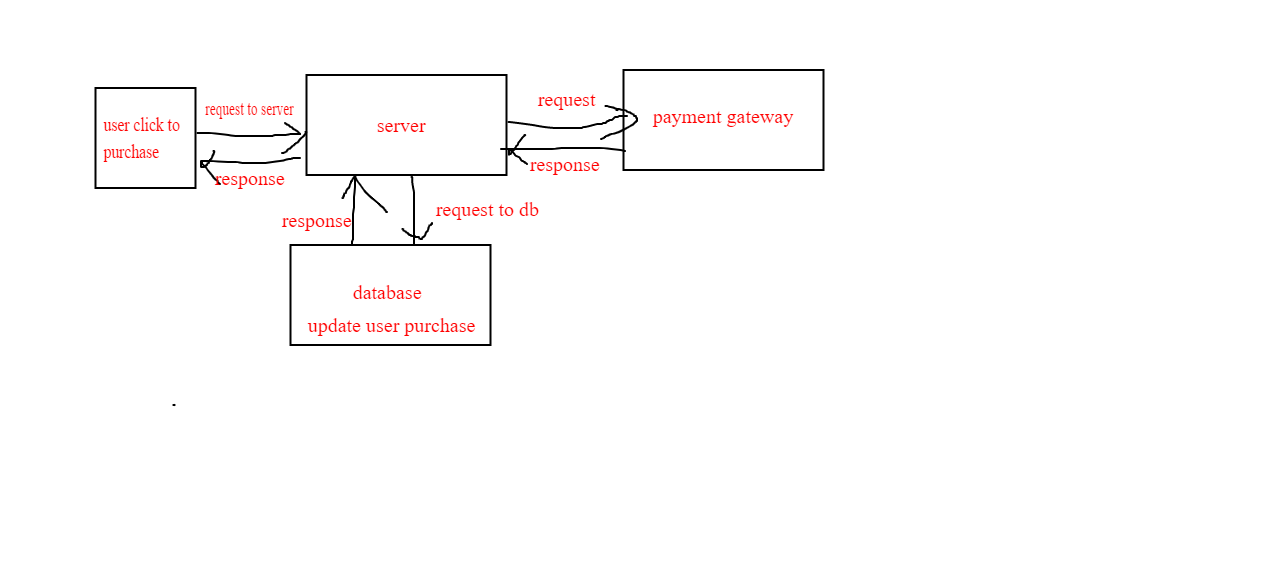 user click to
purchase
request to server
response
server
request
response
payment gateway
response
request to db
database
update user purchase